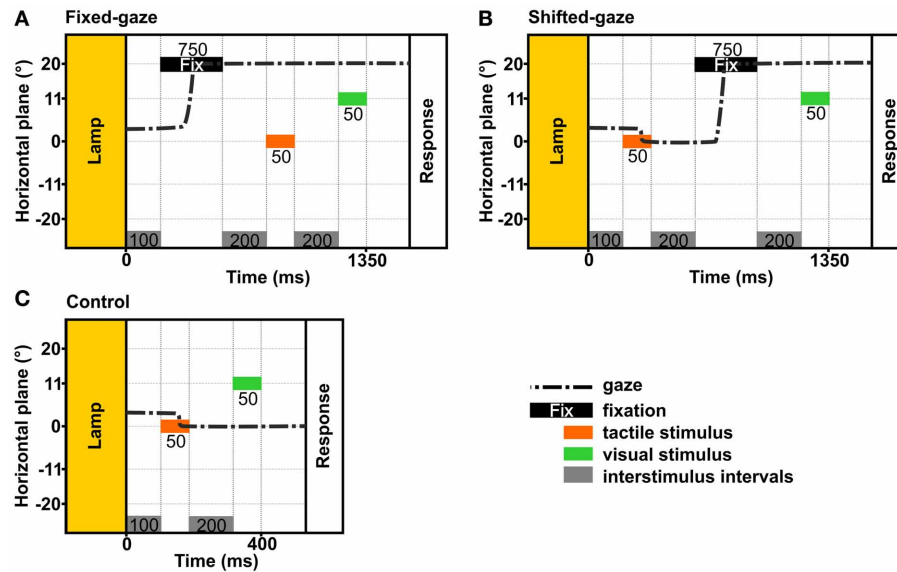 A Fixed-gaze
Horizontal plane (°)
20
11
0
-11
-20
Lamp
750
Fix
50
50
100
200
200
Response
0
1350
Time (ms)
B Shifted-gaze
Horizontal plane (°)
20
11
0
-11
-20
Lamp
750
Fix
50
50
100
200
200
Response
0
1350
Time (ms)
C Control
Horizontal plane (°)
20
11
0
-11
-20
Lamp
50
50
100
200
Response
0
400
Time (ms)
gaze
Fix fixation
tactile stimulus
visual stimulus
interstimulus intervals